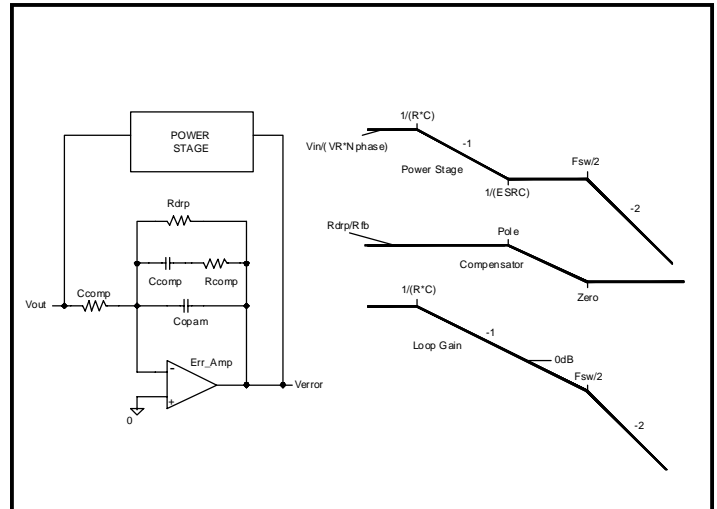 POWER
STAGE
Rdrp
Ccomp
Rcomp
Vout
Ccomp
Copam
Err_Amp
-
+
0
Verror
1/(R*C)
Vin/(VR*Nphase)
-1
Power Stage
Fsw/2
1/(ESRC)
-2
Rdrp/Rfb
Pole
Compensator
Zero
1/(R*C)
-1
Loop Gain
0dB
Fsw/2
-2